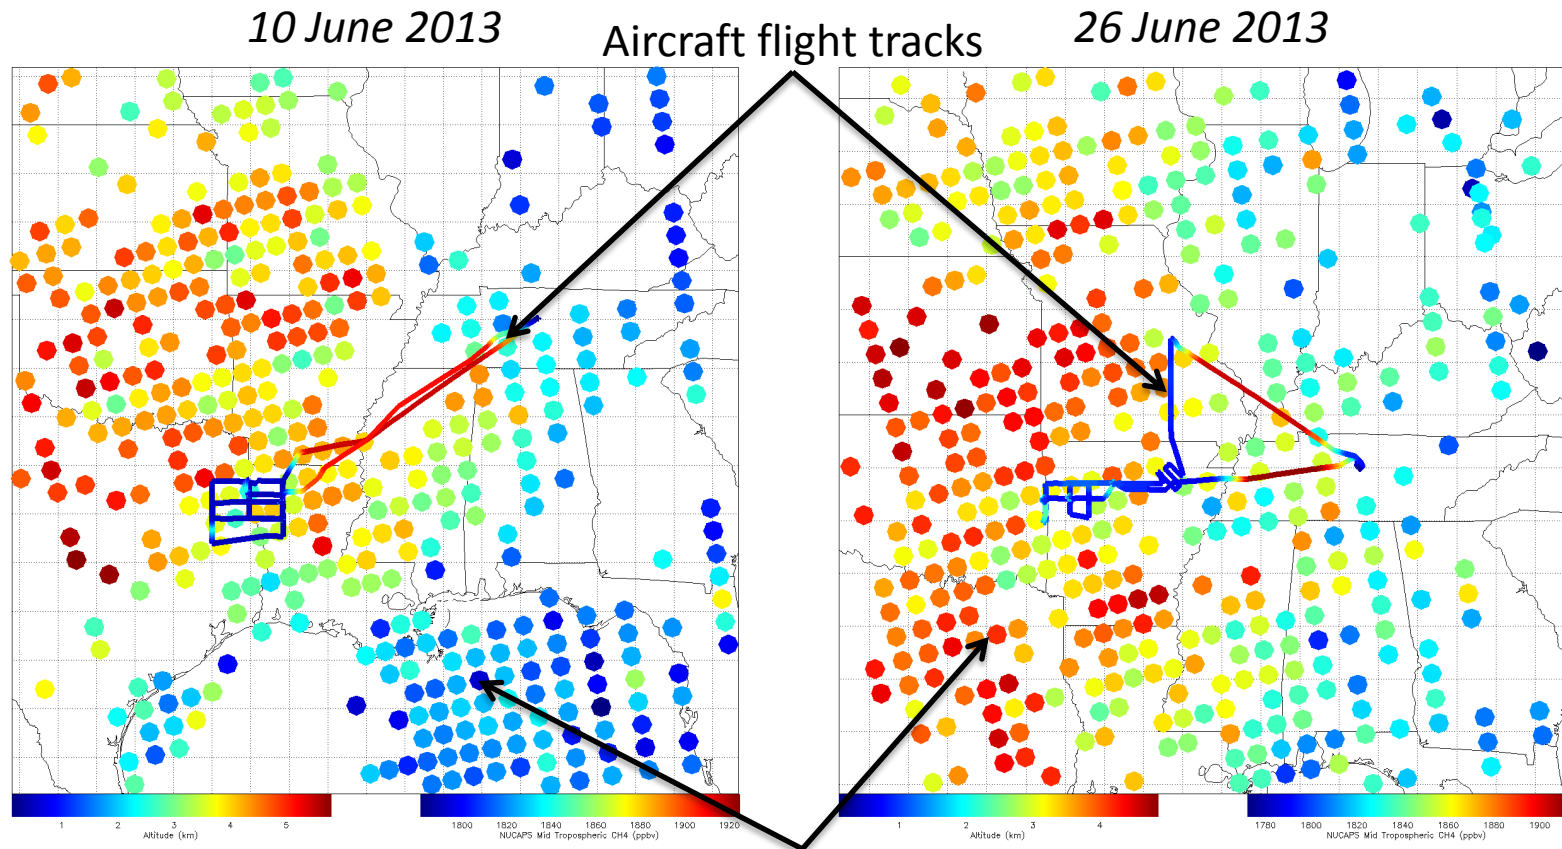 10 June 2013
Aircraft flight tracks
26 June 2013
1 2 3 4 5
Altitude (km)
1800 1820 1840 1860 1880 1900 1920
NUCAPS Mid Tropospheric CH4 (ppbv)
1 2 3 4
Altitude (km)
1780 1800 1820 1840 1860 1880 1900
NUCAPS Mid Tropospheric CH4 (ppbv)